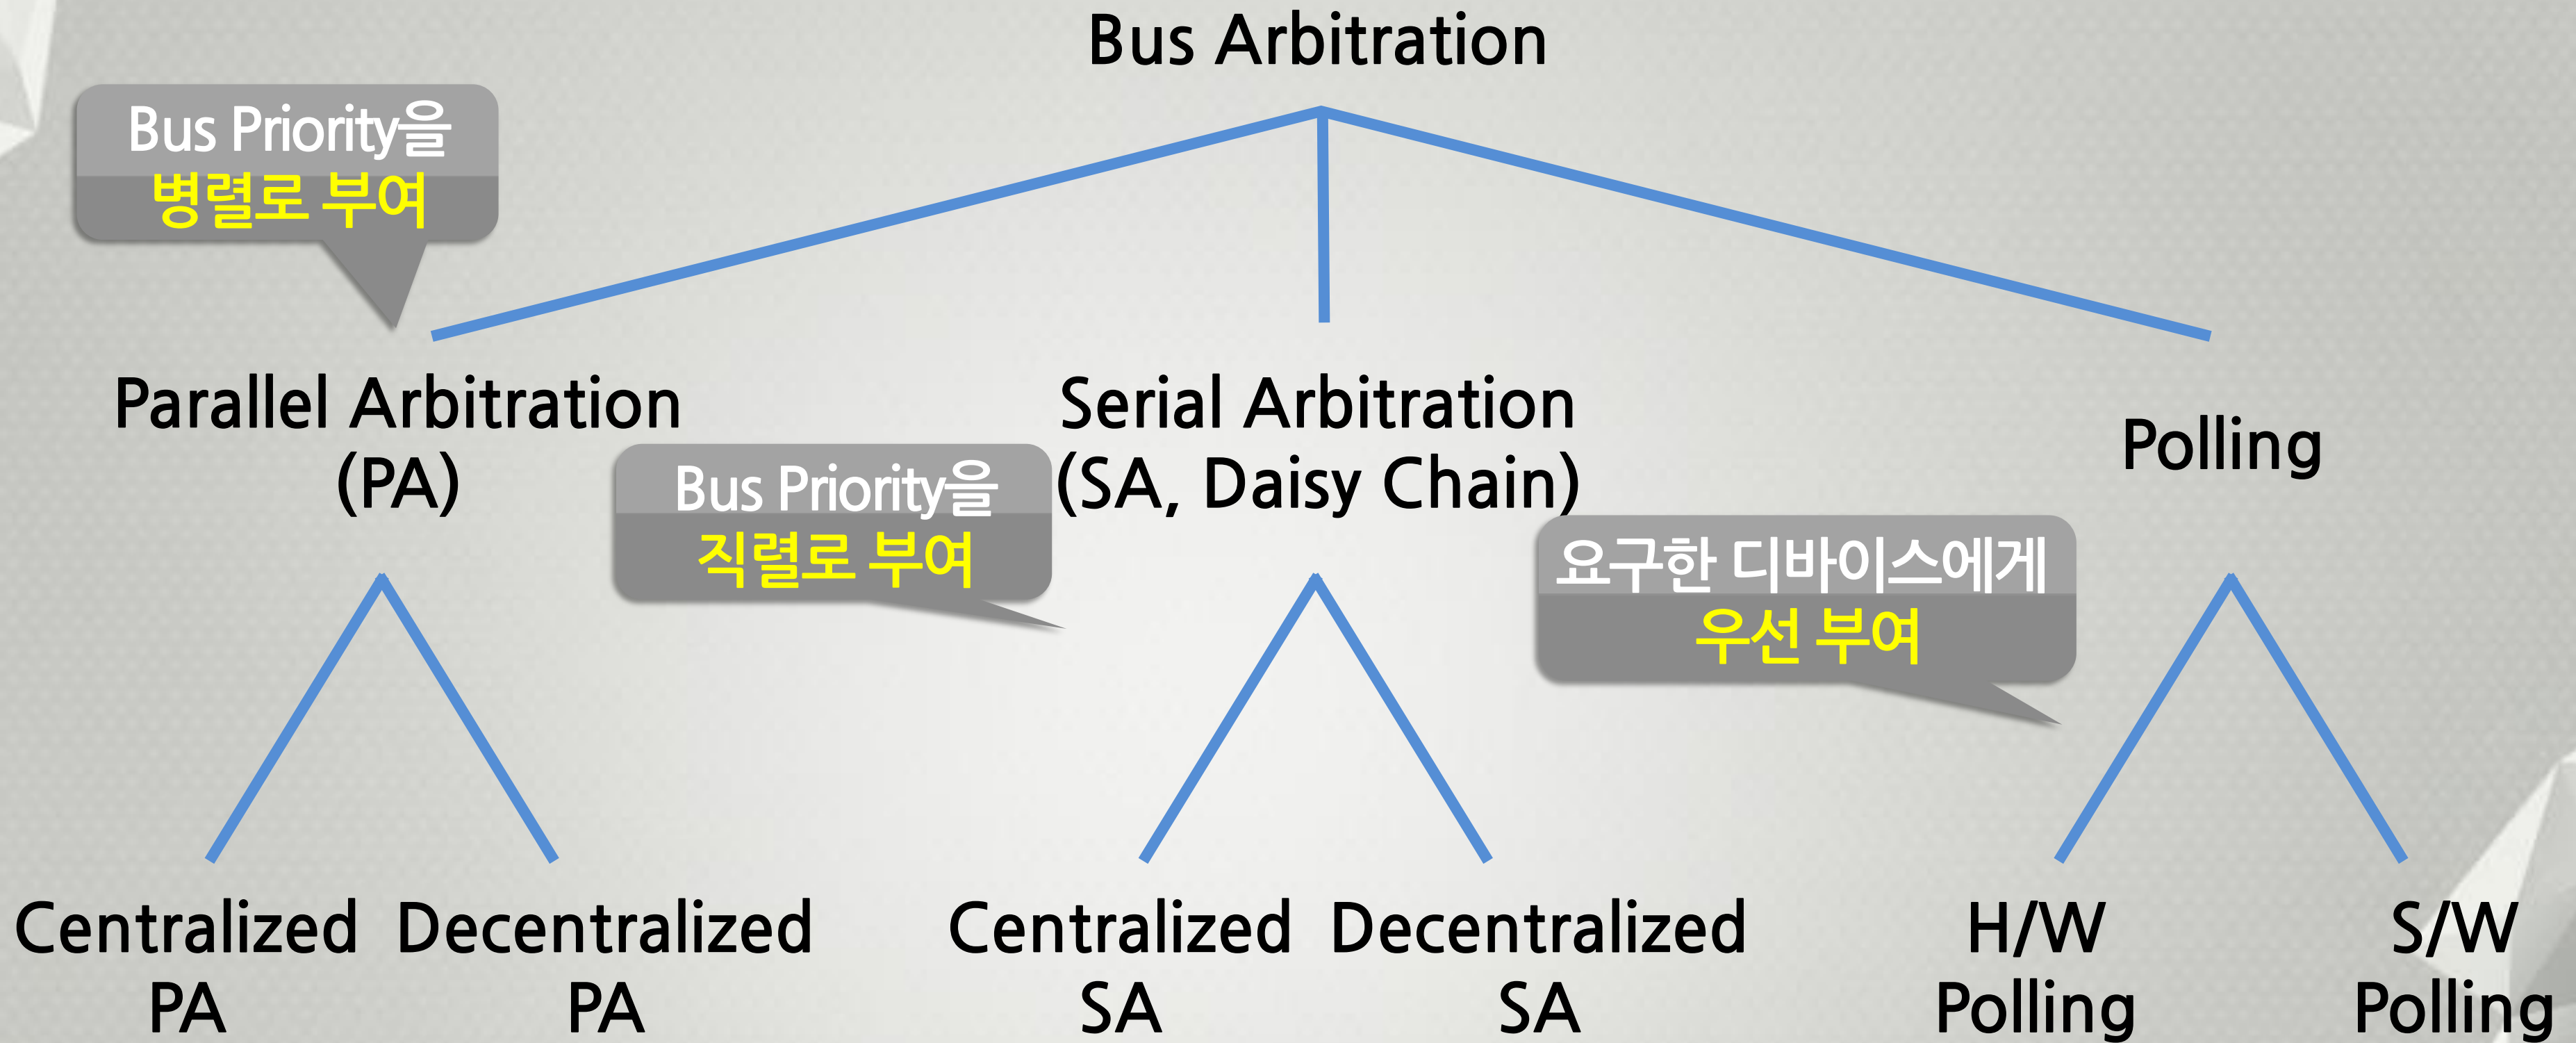 Bus Arbitration
Bus Priority을
병렬로 부여
Parallel Arbitration
(PA)
Bus Priority을
직렬로 부여
Serial Arbitration
(SA, Daisy Chain)
Polling
요구한 디바이스에게
우선 부여
Centralized
PA
Decentralized
PA
Centralized
SA
Decentralized
SA
H/W
Polling
S/W
Polling